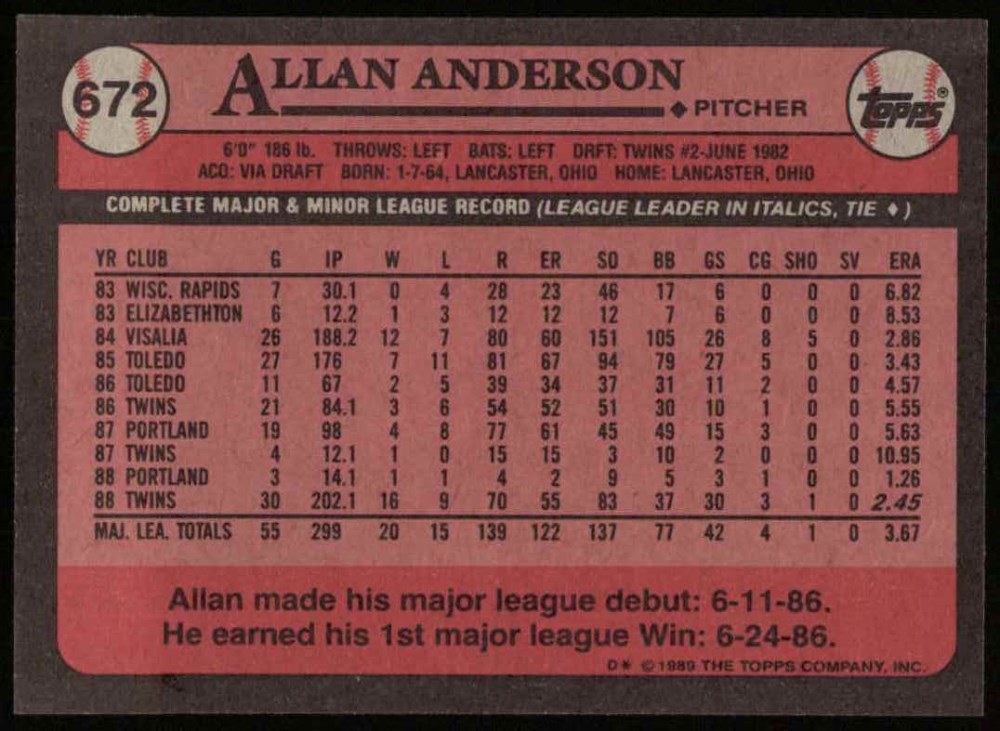 672
ALLAN ANDERSON
♦ PITCHER
TOPPS®
6'0" 186 lb. THROWS: LEFT BATS: LEFT DRFT: TWINS #2-JUNE 1982
ACQ: VIA DRAFT BORN: 1-7-64, LANCASTER, OHIO HOME: LANCASTER, OHIO
COMPLETE MAJOR & MINOR LEAGUE RECORD (LEAGUE LEADER IN ITALICS, TIE ♦)
YR CLUB G IP W L R ER SO BB GS CG SHO SV ERA
83 WISC. RAPIDS 7 30.1 0 4 28 23 46 17 6 0 0 0 6.82
83 ELIZABETHTON 6 12.2 1 3 12 12 12 7 6 0 0 0 8.53
84 VISALIA 26 188.2 12 7 80 60 151 105 26 8 5 0 2.86
85 TOLEDO 27 176 7 11 81 67 94 79 27 5 0 0 3.43
86 TOLEDO 11 67 2 5 39 34 37 31 11 2 0 0 4.57
86 TWINS 21 84.1 3 6 54 52 51 30 10 1 0 0 5.55
87 PORTLAND 19 98 4 8 77 61 45 49 15 3 0 0 5.63
87 TWINS 4 12.1 1 0 15 15 3 10 2 0 0 0 10.95
88 PORTLAND 3 14.1 1 1 4 2 9 5 3 1 0 0 1.26
88 TWINS 30 202.1 16 9 70 55 83 37 30 3 1 0 2.45
MAJ. LEA. TOTALS 55 299 20 15 139 122 137 77 42 4 1 0 3.67
Allan made his major league debut: 6-11-86.
He earned his 1st major league Win: 6-24-86.
D* © 1989 THE TOPPS COMPANY, INC.